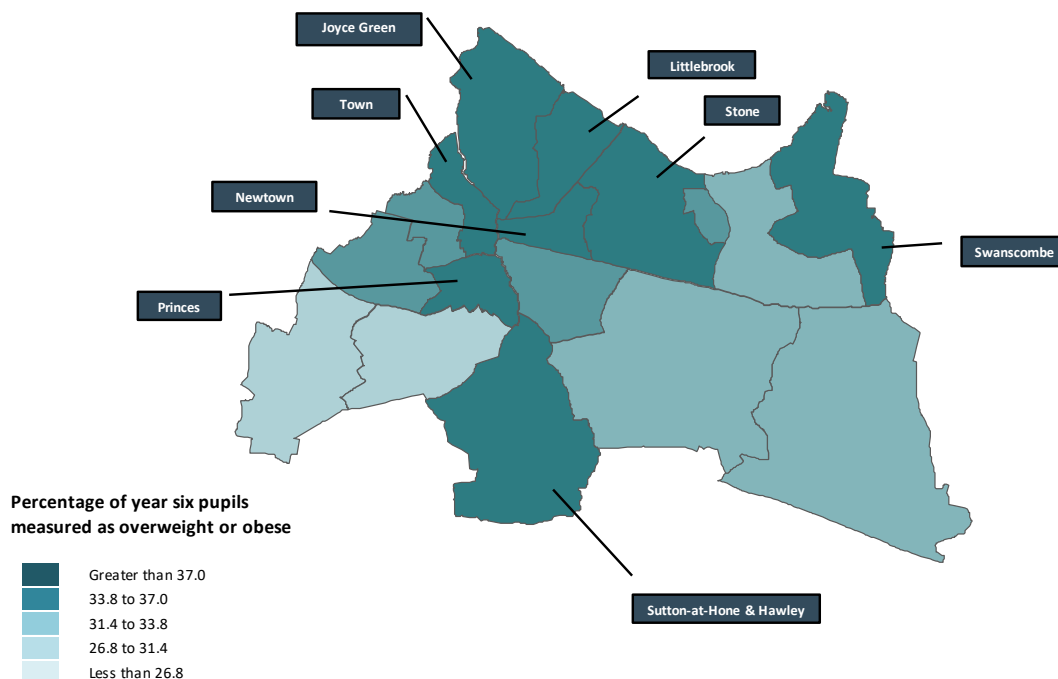 Joyce Green
Littlebrook
Town
Stone
Newtown
Swanscombe
Princes
Percentage of year six pupils
measured as overweight or obese
Greater than 37.0
33.8 to 37.0
31.4 to 33.8
26.8 to 31.4
Less than 26.8
Sutton-at-Hone & Hawley